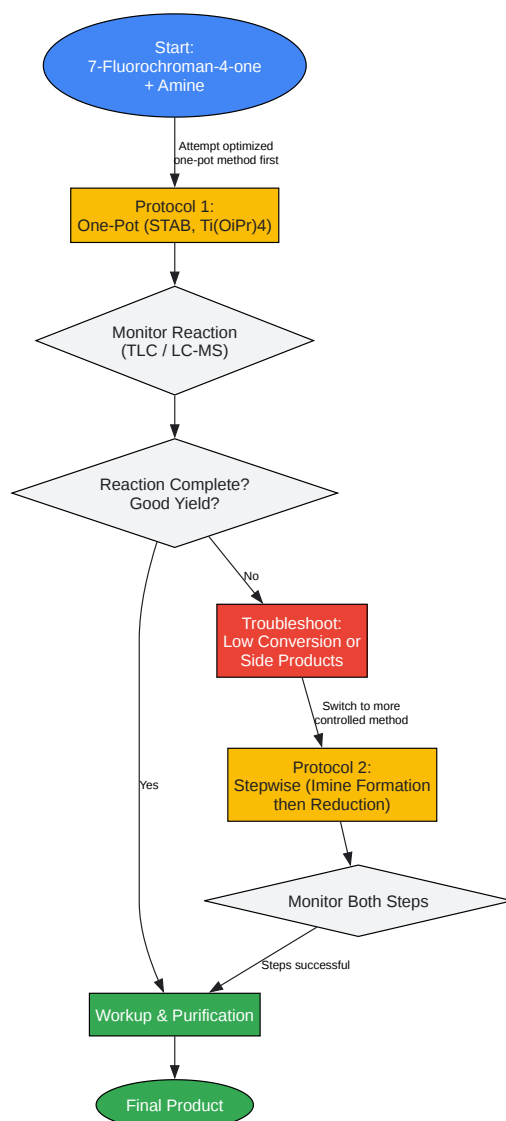 Start:
7-Fluorochroman-4-one
+ Amine
Attempt optimized
one-pot method first
Protocol 1:
One-Pot (STAB, Ti(OiPr)4)
Monitor Reaction
(TLC / LC-MS)
Reaction Complete?
Good Yield?
No
Troubleshoot:
Low Conversion or
Side Products
Switch to more
controlled method
Protocol 2:
Stepwise (Imine Formation
then Reduction)
Yes
Monitor Both Steps
Steps successful
Workup & Purification
Final Product